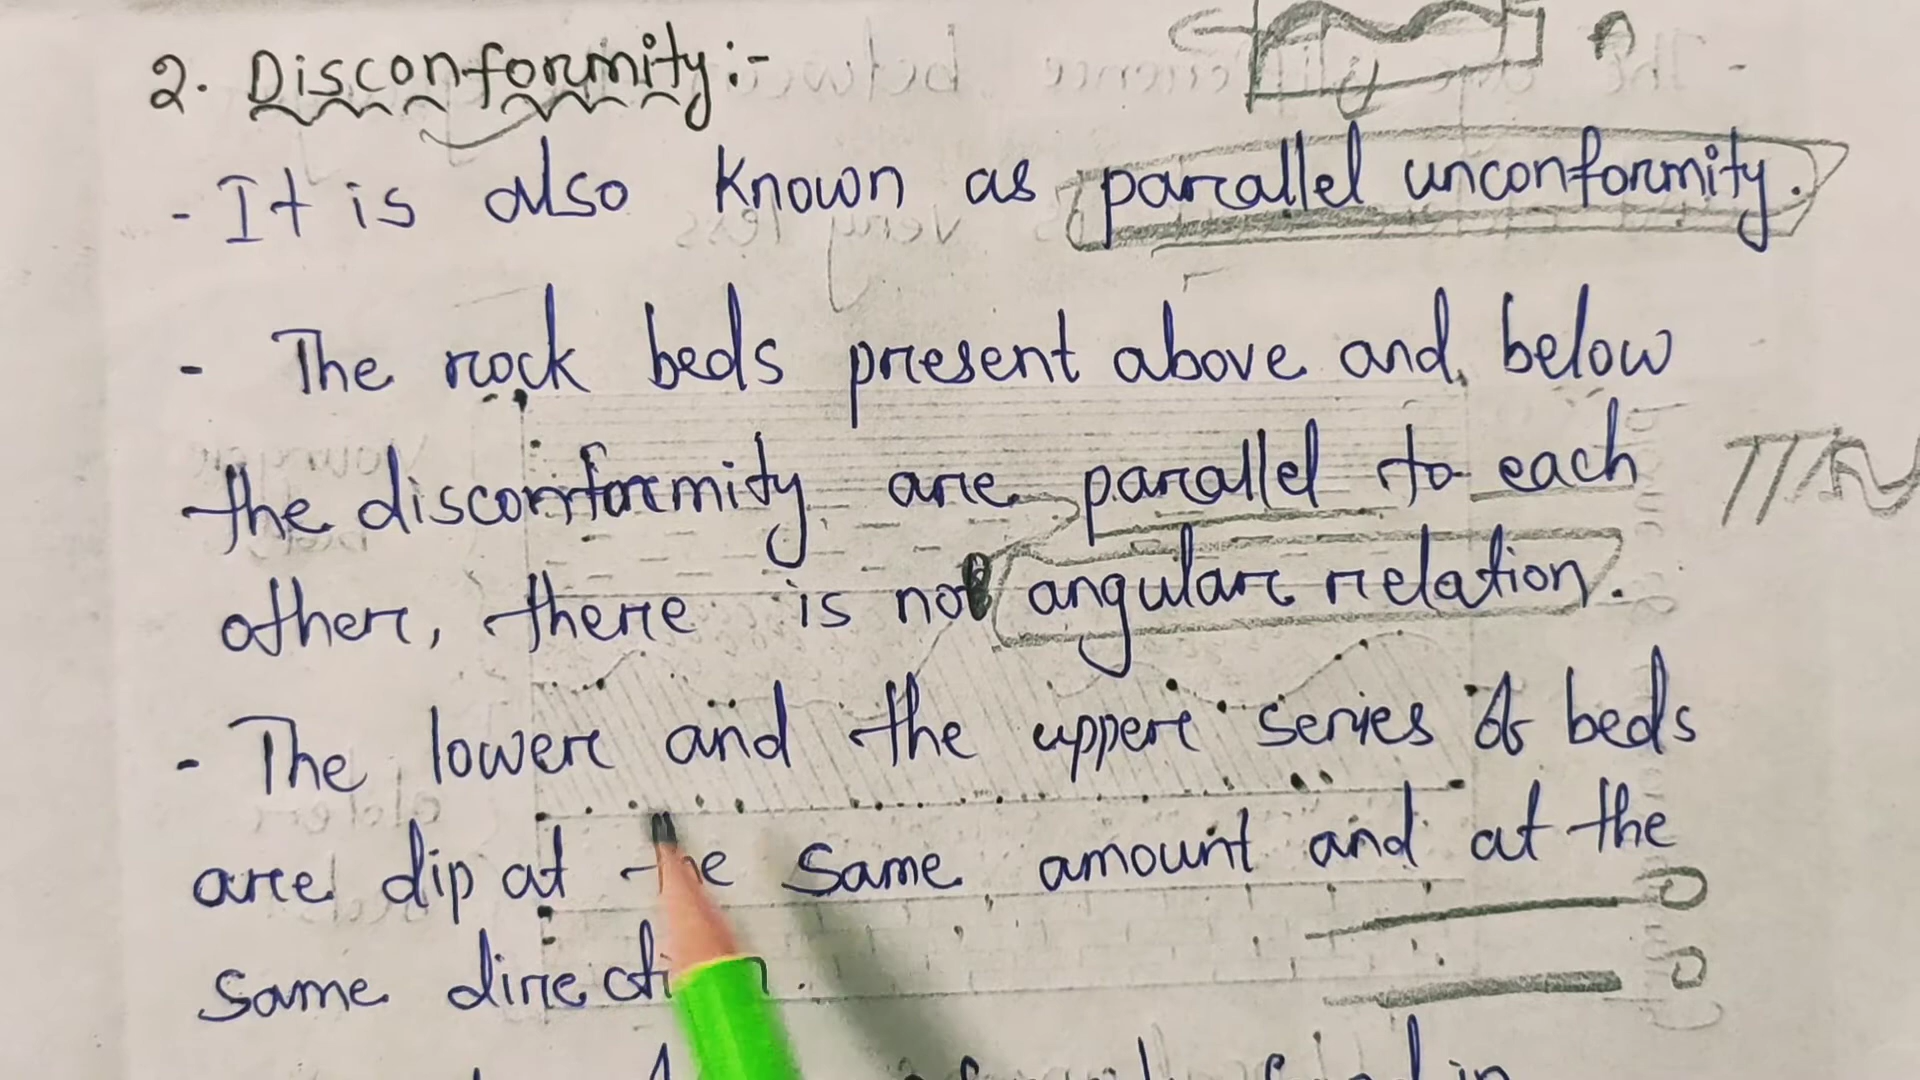 2. Disconformity:-
- It is also known as parallel unconformity.
- The rock beds present above and below
the disconformity are parallel to each
other, there is no angular relation.
- The lower and the upper series of beds
are dip at the same amount and at the
same direction.
found in